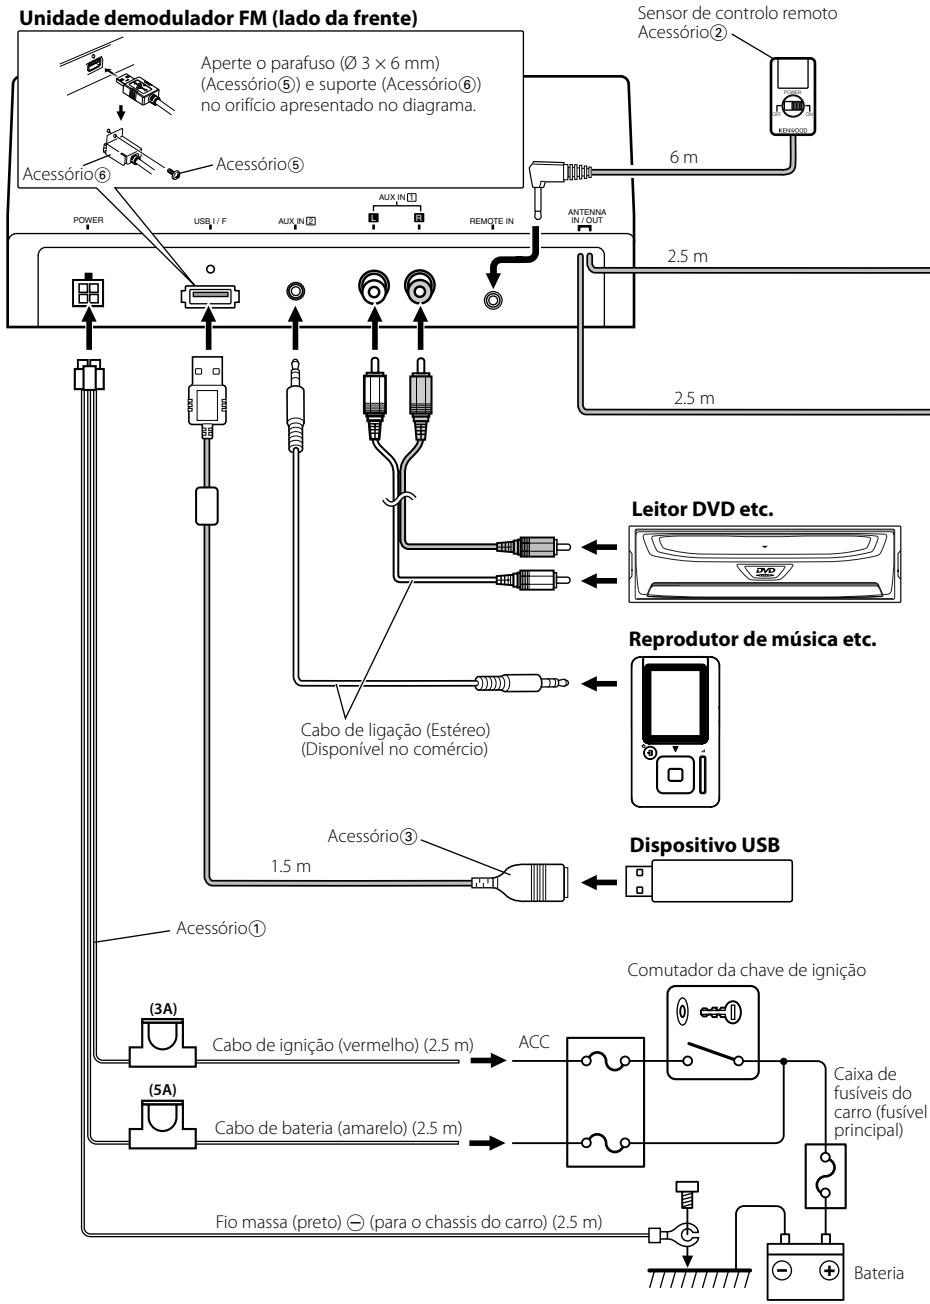 Unidade demodulador FM (lado da frente)
Aperte o parafuso (Ø 3 × 6 mm)
(Acessório⑤) e suporte (Acessório⑥)
no orifício apresentado no diagrama.
Acessório⑤
Acessório⑥
Sensor de controlo remoto
Acessório②
POWER
OFF
ON
KENWOOD
6 m
POWER
USB I / F
AUX IN 2
AUX IN 1
L
R
REMOTE IN
ANTENNA
IN / OUT
2.5 m
2.5 m
Leitor DVD etc.
DVD
Reprodutor de música etc.
Cabo de ligação (Estéreo)
(Disponível no comércio)
Acessório③
1.5 m
Dispositivo USB
Acessório①
Comutador da chave de ignição
(3A)
Cabo de ignição (vermelho) (2.5 m)
ACC
(5A)
Cabo de bateria (amarelo) (2.5 m)
Caixa de
fusíveis do
carro (fusível
principal)
Fio massa (preto) ⊖ (para o chassis do carro) (2.5 m)
⊖
⊕
Bateria